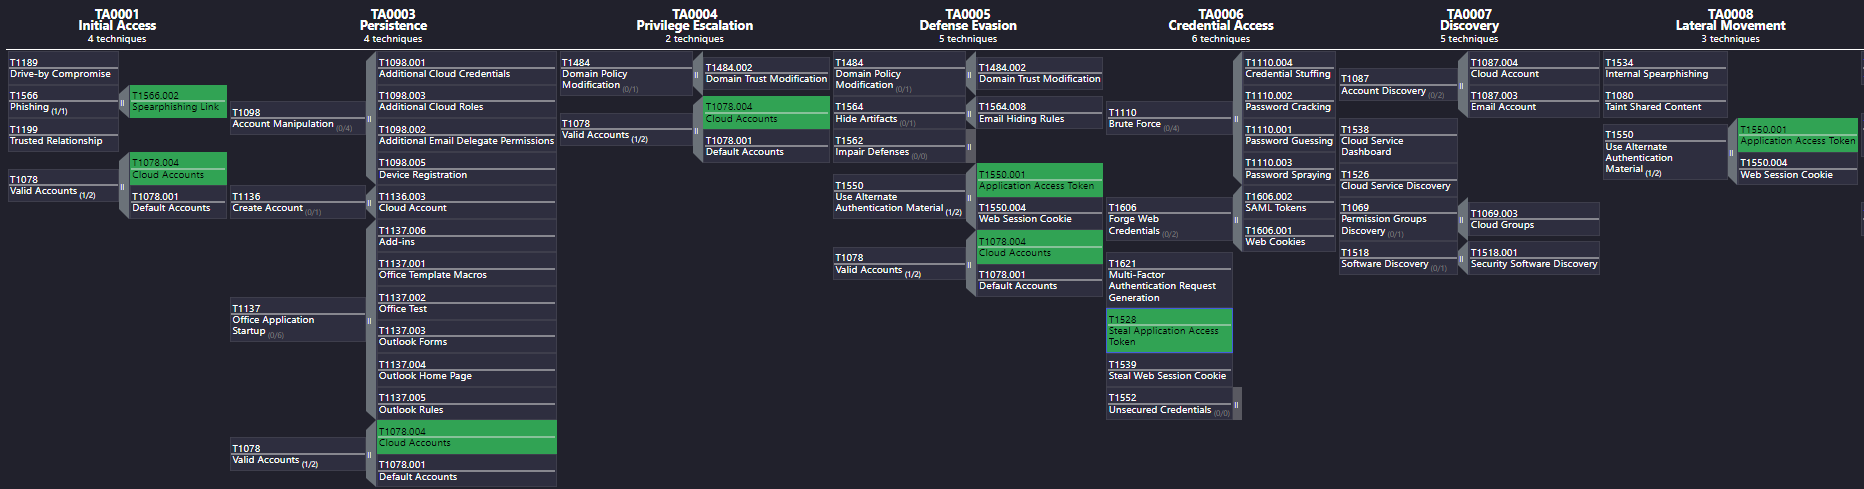 TA0001
Initial Access
4 techniques
T1189
Drive-by Compromise
T1566
Phishing (1/1)
T1566.002
Spearphishing Link
T1199
Trusted Relationship
T1078
Valid Accounts (1/2)
T1078.004
Cloud Accounts
T1078.001
Default Accounts
TA0003
Persistence
4 techniques
T1098
Account Manipulation (0/4)
T1098.001
Additional Cloud Credentials
T1098.003
Additional Cloud Roles
T1098.002
Additional Email Delegate Permissions
T1098.005
Device Registration
T1136
Create Account (0/1)
T1136.003
Cloud Account
T1137
Office Application
Startup (0/6)
T1137.006
Add-ins
T1137.001
Office Template Macros
T1137.002
Office Test
T1137.003
Outlook Forms
T1137.004
Outlook Home Page
T1137.005
Outlook Rules
T1078
Valid Accounts (1/2)
T1078.004
Cloud Accounts
T1078.001
Default Accounts
TA0004
Privilege Escalation
2 techniques
T1484
Domain Policy
Modification (0/1)
T1484.002
Domain Trust Modification
T1078
Valid Accounts (1/2)
T1078.004
Cloud Accounts
T1078.001
Default Accounts
TA0005
Defense Evasion
5 techniques
T1484
Domain Policy
Modification (0/1)
T1484.002
Domain Trust Modification
T1564
Hide Artifacts (0/1)
T1564.008
Email Hiding Rules
T1562
Impair Defenses (0/0)
T1550
Use Alternate
Authentication Material (1/2)
T1550.001
Application Access Token
T1550.004
Web Session Cookie
T1078
Valid Accounts (1/2)
T1078.004
Cloud Accounts
T1078.001
Default Accounts
TA0006
Credential Access
6 techniques
T1110
Brute Force (0/4)
T1110.004
Credential Stuffing
T1110.002
Password Cracking
T1110.001
Password Guessing
T1110.003
Password Spraying
T1606
Forge Web
Credentials (0/2)
T1606.002
SAML Tokens
T1606.001
Web Cookies
T1621
Multi-Factor
Authentication Request
Generation
T1528
Steal Application Access
Token
T1539
Steal Web Session Cookie
T1552
Unsecured Credentials (0/0)
TA0007
Discovery
5 techniques
T1087
Account Discovery (0/2)
T1087.004
Cloud Account
T1087.003
Email Account
T1538
Cloud Service
Dashboard
T1526
Cloud Service Discovery
T1069
Permission Groups
Discovery (0/1)
T1069.003
Cloud Groups
T1518
Software Discovery (0/1)
T1518.001
Security Software Discovery
TA0008
Lateral Movement
3 techniques
T1534
Internal Spearphishing
T1080
Taint Shared Content
T1550
Use Alternate
Authentication
Material (1/2)
T1550.001
Application Access Token
T1550.004
Web Session Cookie